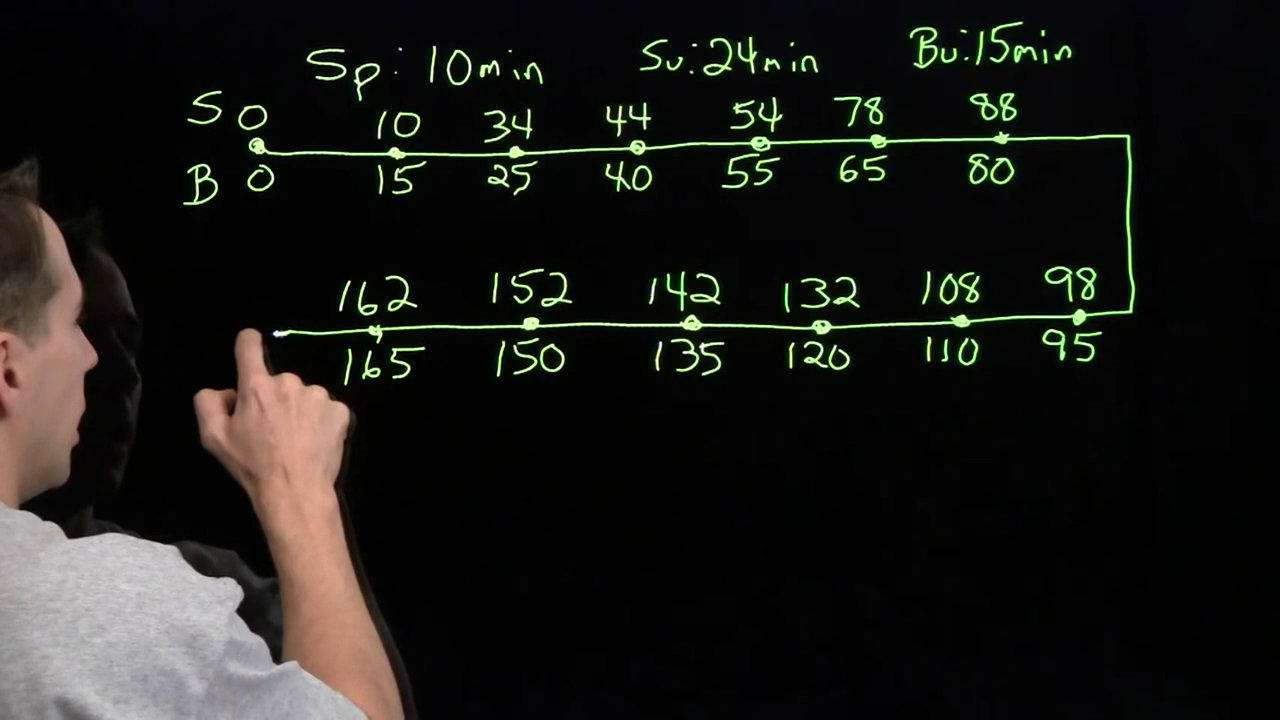 Sp: 10min Su: 24min Bu: 15min
S 0 10 34 44 54 78 88
B 0 15 25 40 55 65 80
162 152 142 132 108 98
165 150 135 120 110 95